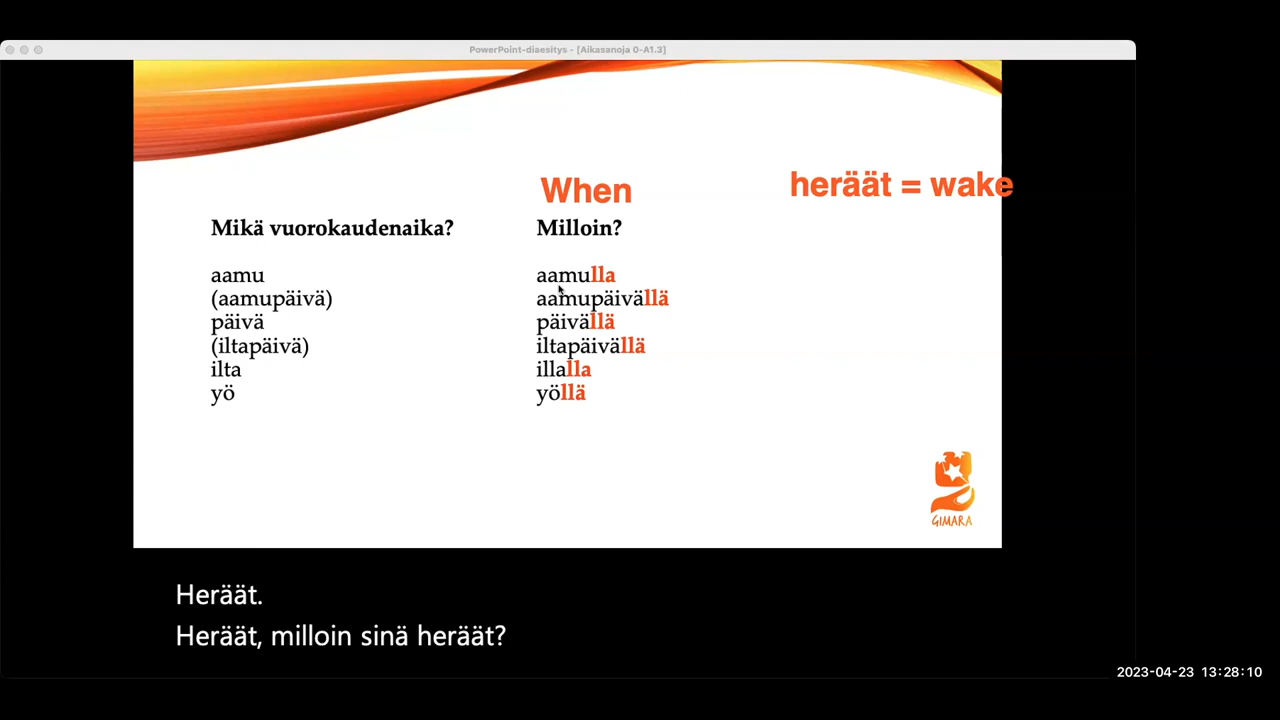 PowerPoint-diaesitys - [Aikasanoja 0-A1.3]
When
heräät = wake
Mikä vuorokaudenaika?
Milloin?
aamu
aamulla
(aamupäivä)
aamupäivällä
päivä
päivällä
(iltapäivä)
iltapäivällä
ilta
illalla
yö
yöllä
GIMARA
Heräät.
Heräät, milloin sinä heräät?
2023-04-23 13:28:10